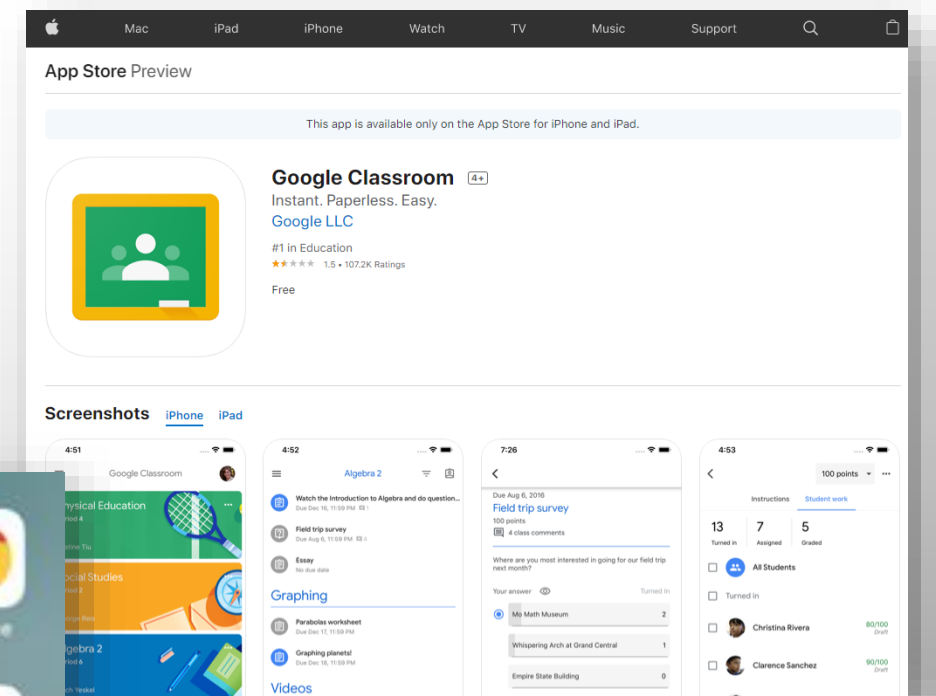 Mac iPad iPhone Watch TV Music Support
App Store Preview
This app is available only on the App Store for iPhone and iPad.
Google Classroom 4+
Instant. Paperless. Easy.
Google LLC
#1 in Education
1.5 • 107.2K Ratings
Free
Screenshots iPhone iPad
4:51
Google Classroom
Physical Education
Social Studies
Algebra 2
4:52
Algebra 2
Watch the Introduction to Algebra and do question...
Due Dec 18, 11:59 PM 1
Field trip survey
Due Aug 6, 11:59 PM
Essay
No due date
Graphing
Parabolas worksheet
Due Dec 17, 11:59 PM
Graphing planets!
Due Dec 18, 11:59 PM
Videos
7:26
Due Aug 6, 2016
Field trip survey
100 points
4 class comments
Where are you most interested in going for our field trip
next month?
Your answer Turned in
Mo Math Museum 2
Whispering Arch at Grand Central 1
Empire State Building 0
4:53
100 points
Instructions Student work
13 7 5
Turned in Assigned Graded
All Students
Turned in
Christina Rivera 80/100
Draft
Clarence Sanchez 90/100
Draft